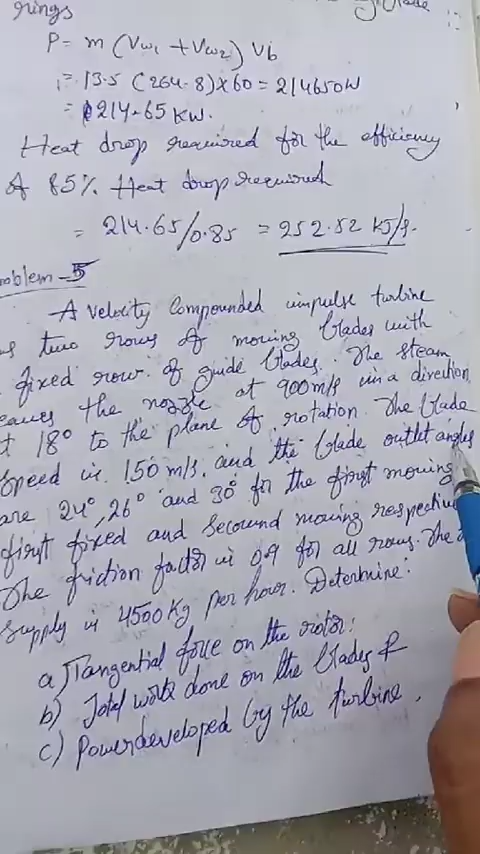 rings
P = m (Vw1 + Vw2) Vb
= 13.5 (264.8) x 60 = 214650W
= 214.65 KW.
Heat drop required for the efficiency
of 85% Heat drop required
= 214.65/0.85 = 252.52 KJ/s.
roblem - 5
A velocity compounded impulse turbine
two rows of moving blades with
fixed row of guide blades. The steam
eaves the nozzle at 900m/s in a direction
t 18° to the plane of rotation. The blade
speed is 150 m/s. and the blade outlet angles
are 24°, 26° and 30° for the first moving
first fixed and second moving respective
The friction factor is 0.9 for all rows. The
supply is 4500 Kg per hour. Determine:
a) Tangential force on the rotor:
b) Total work done on the blades &
c) Power developed by the turbine.